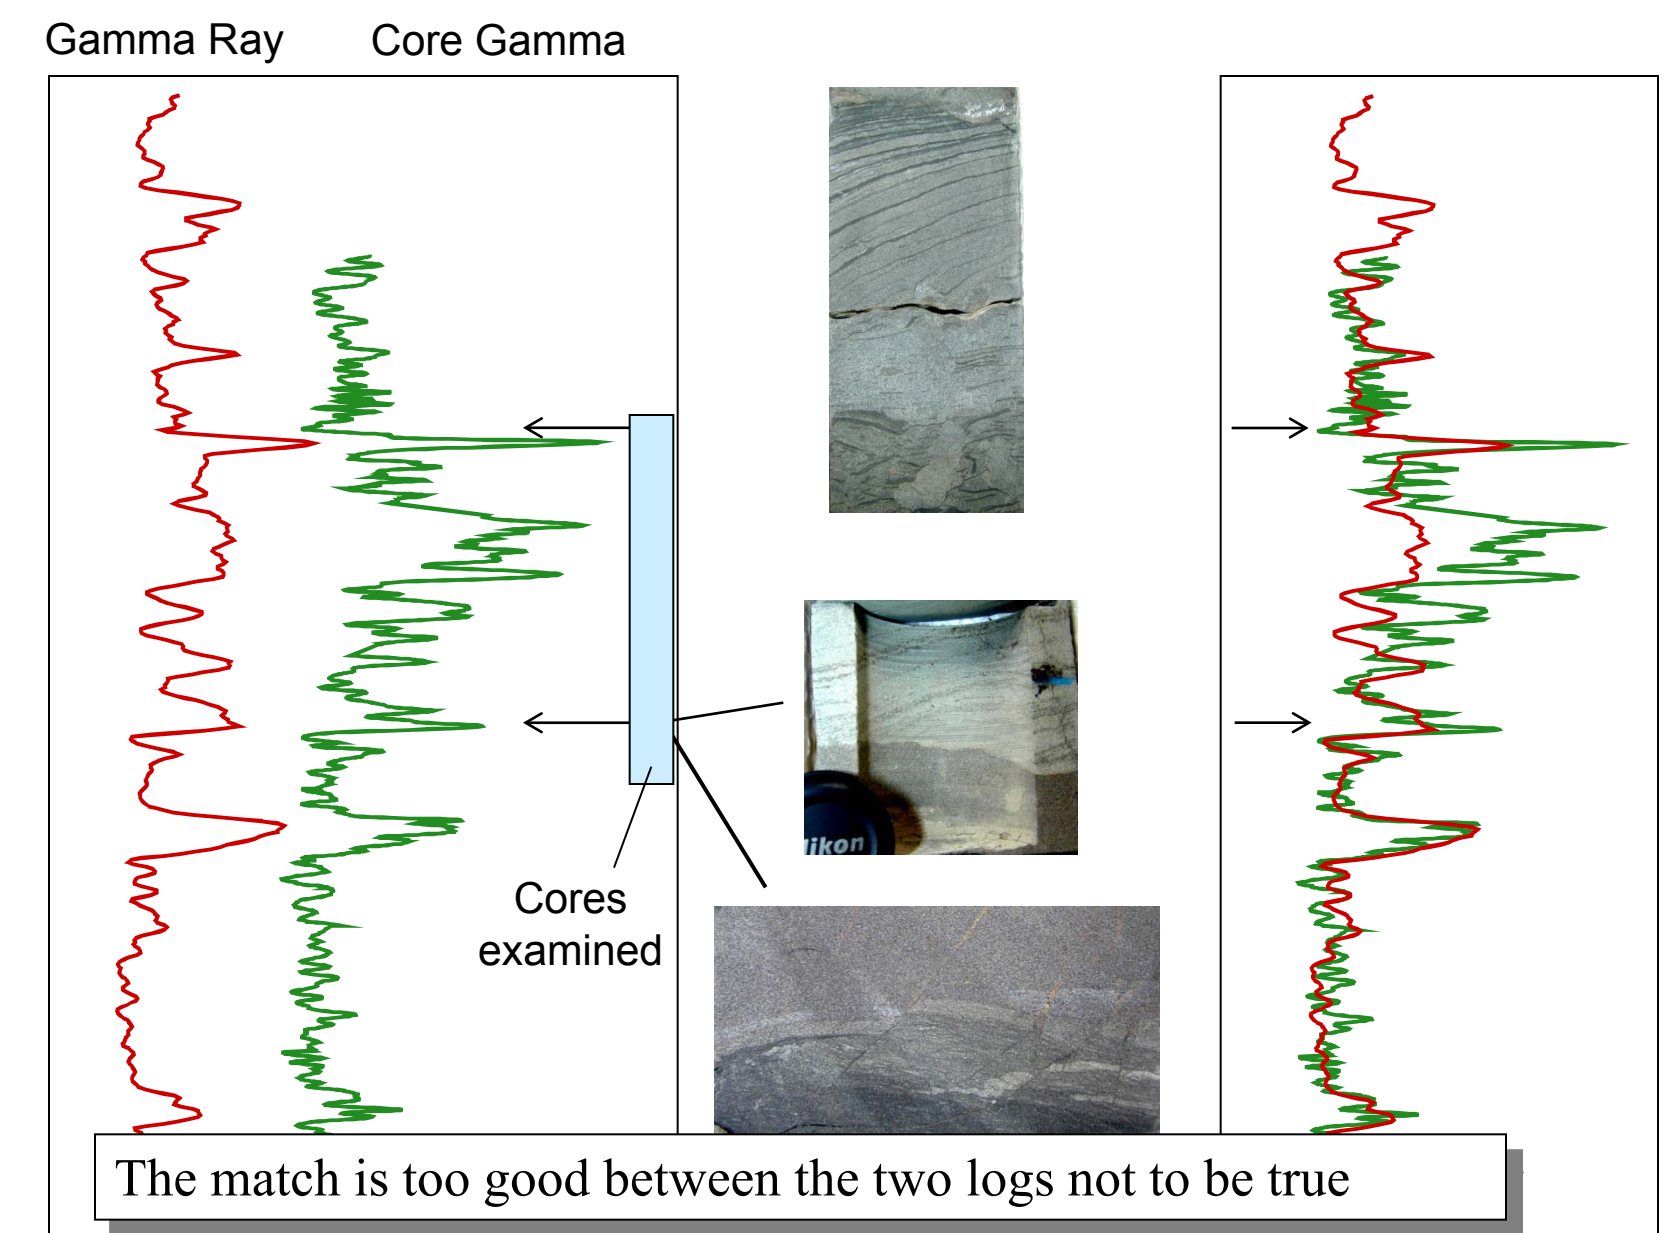 Gamma Ray
Core Gamma
Nikon
Cores
examined
The match is too good between the two logs not to be true